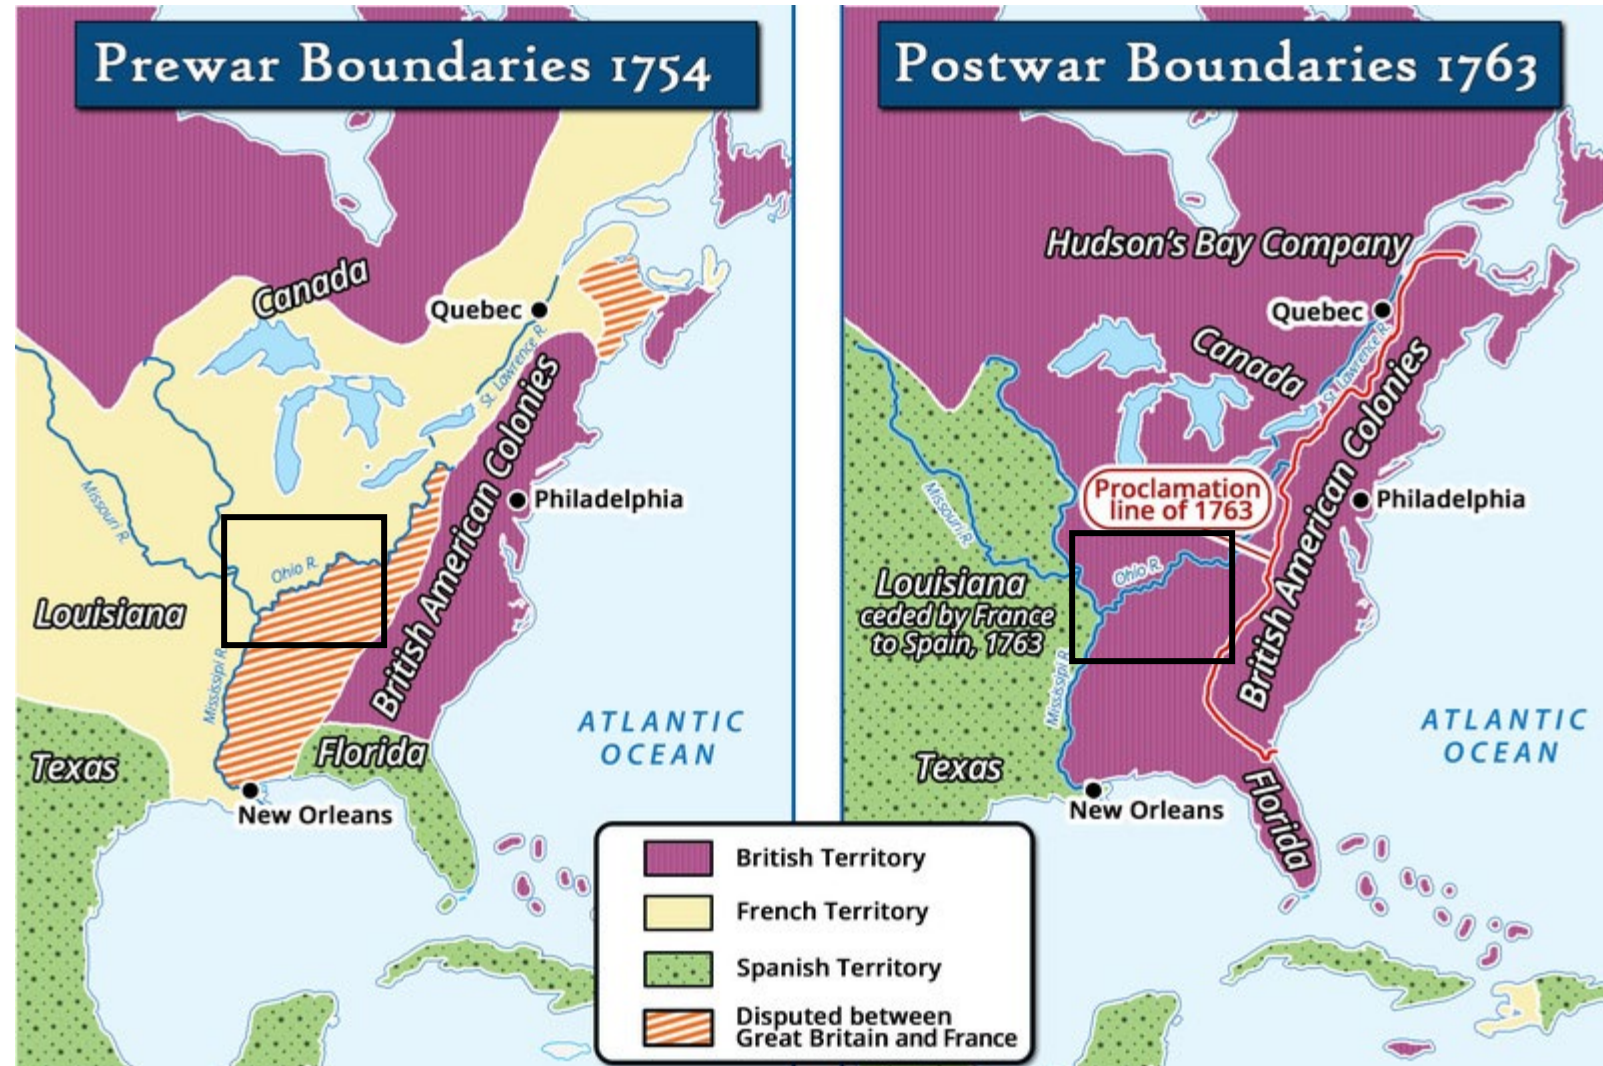 Prewar Boundaries 1754
Canada
Quebec
St. Lawrence R.
British American Colonies
Philadelphia
Missouri R.
Ohio R.
Louisiana
Mississipi R.
ATLANTIC
OCEAN
Texas
Florida
New Orleans
Postwar Boundaries 1763
Hudson's Bay Company
Quebec
Canada
St. Lawrence R.
British American Colonies
Proclamation
line of 1763
Philadelphia
Missouri R.
Ohio R.
Louisiana
ceded by France
to Spain, 1763
Mississipi R.
ATLANTIC
OCEAN
Texas
Florida
New Orleans
British Territory
French Territory
Spanish Territory
Disputed between
Great Britain and France